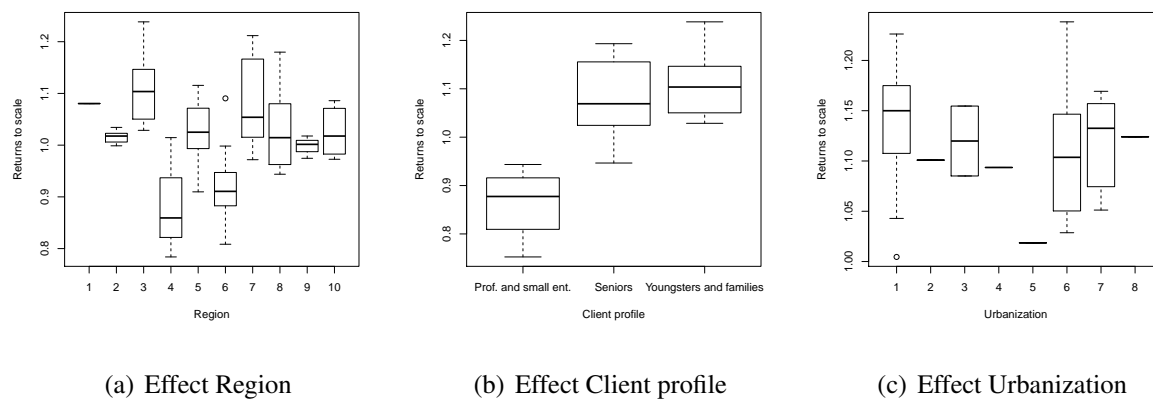 Returns to scale
0.8 0.9 1.0 1.1 1.2
1 2 3 4 5 6 7 8 9 10
Region
(a) Effect Region
Returns to scale
0.8 0.9 1.0 1.1 1.2
Prof. and small ent. Seniors Youngsters and families
Client profile
(b) Effect Client profile
Returns to scale
1.00 1.05 1.10 1.15 1.20
1 2 3 4 5 6 7 8
Urbanization
(c) Effect Urbanization